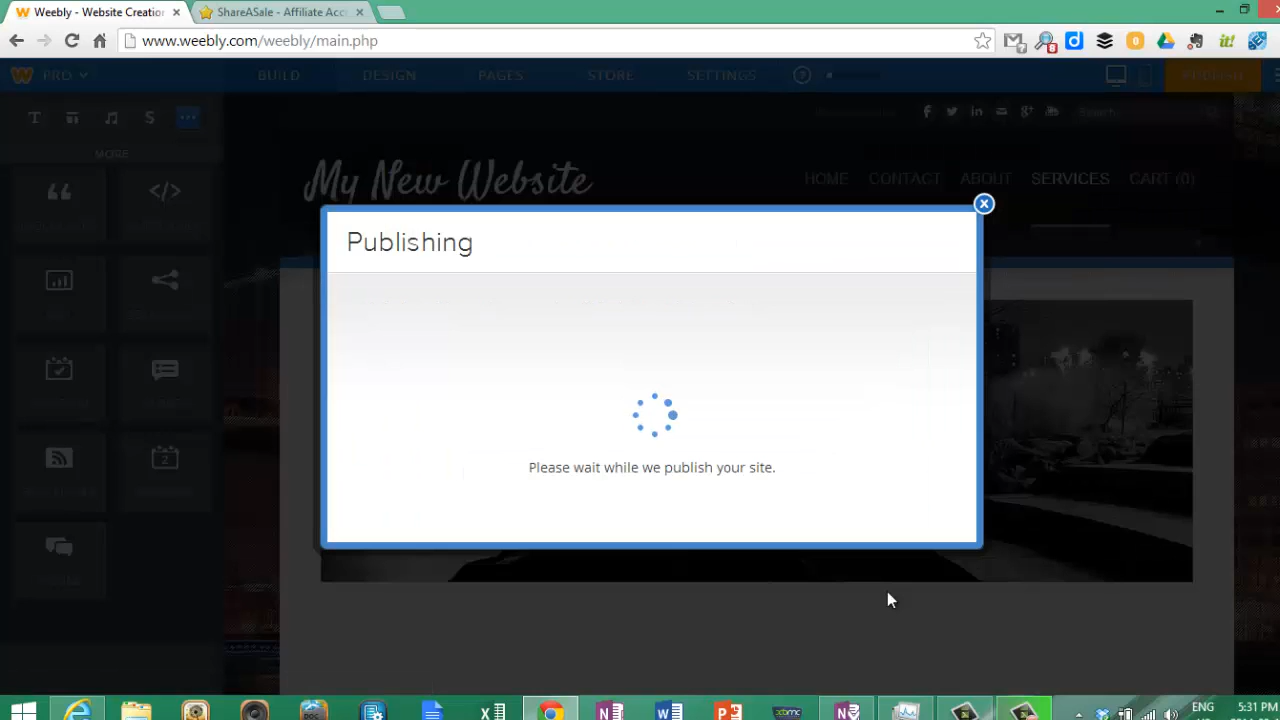 Weebly - Website Creation
ShareASale - Affiliate Acc
www.weebly.com/weebly/main.php
PRO
BUILD
DESIGN
PAGES
STORE
SETTINGS
PUBLISH
MORE
Search
My New Website
HOME
CONTACT
ABOUT
SERVICES
CART (0)
Publishing
Please wait while we publish your site.
ENG
5:31 PM